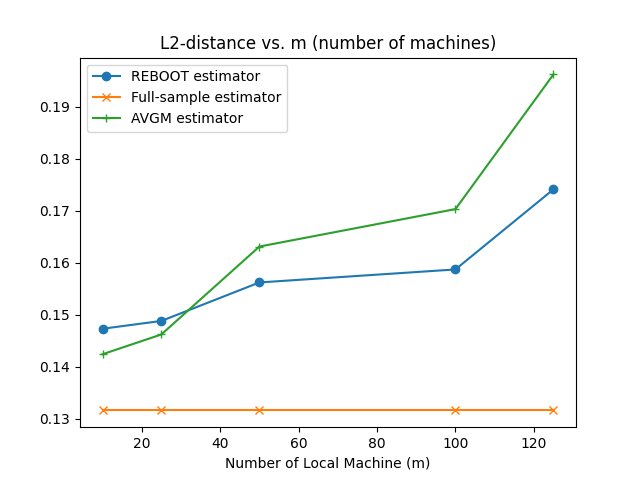 L2-distance vs. m (number of machines)
REBOOT estimator
Full-sample estimator
AVGM estimator
0.19
0.18
0.17
0.16
0.15
0.14
0.13
20 40 60 80 100 120
Number of Local Machine (m)